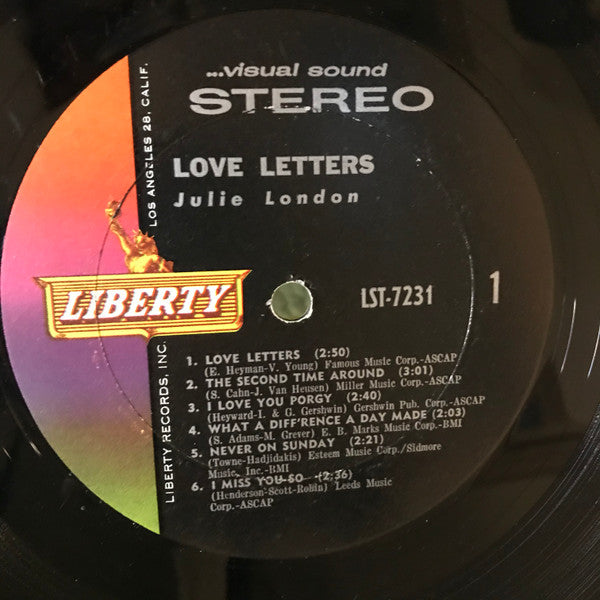 ...visual sound
STEREO
LOVE LETTERS
Julie London
LIBERTY
LST-7231
1
1. LOVE LETTERS (2:50)
(E. Heyman-V. Young) Famous Music Corp.-ASCAP
2. THE SECOND TIME AROUND (3:01)
(S. Cahn-J. Van Heusen) Miller Music Corp.-ASCAP
3. I LOVE YOU PORGY (2:40)
(Heyward-I. & G. Gershwin) Gershwin Pub. Corp.-ASCAP
4. WHAT A DIFF'RENCE A DAY MADE (2:03)
(S. Adams-M. Grever) E. B. Marks Music Corp.-BMI
5. NEVER ON SUNDAY (2:21)
(Towne-Hadjidakis) Esteem Music Corp./Sidmore
Music, Inc.-BMI
6. I MISS YOU SO (2:36)
(Henderson-Scott-Robin) Leeds Music
Corp-ASCAP
LIBERTY RECORDS, INC.
LOS ANGELES 28, CALIF.